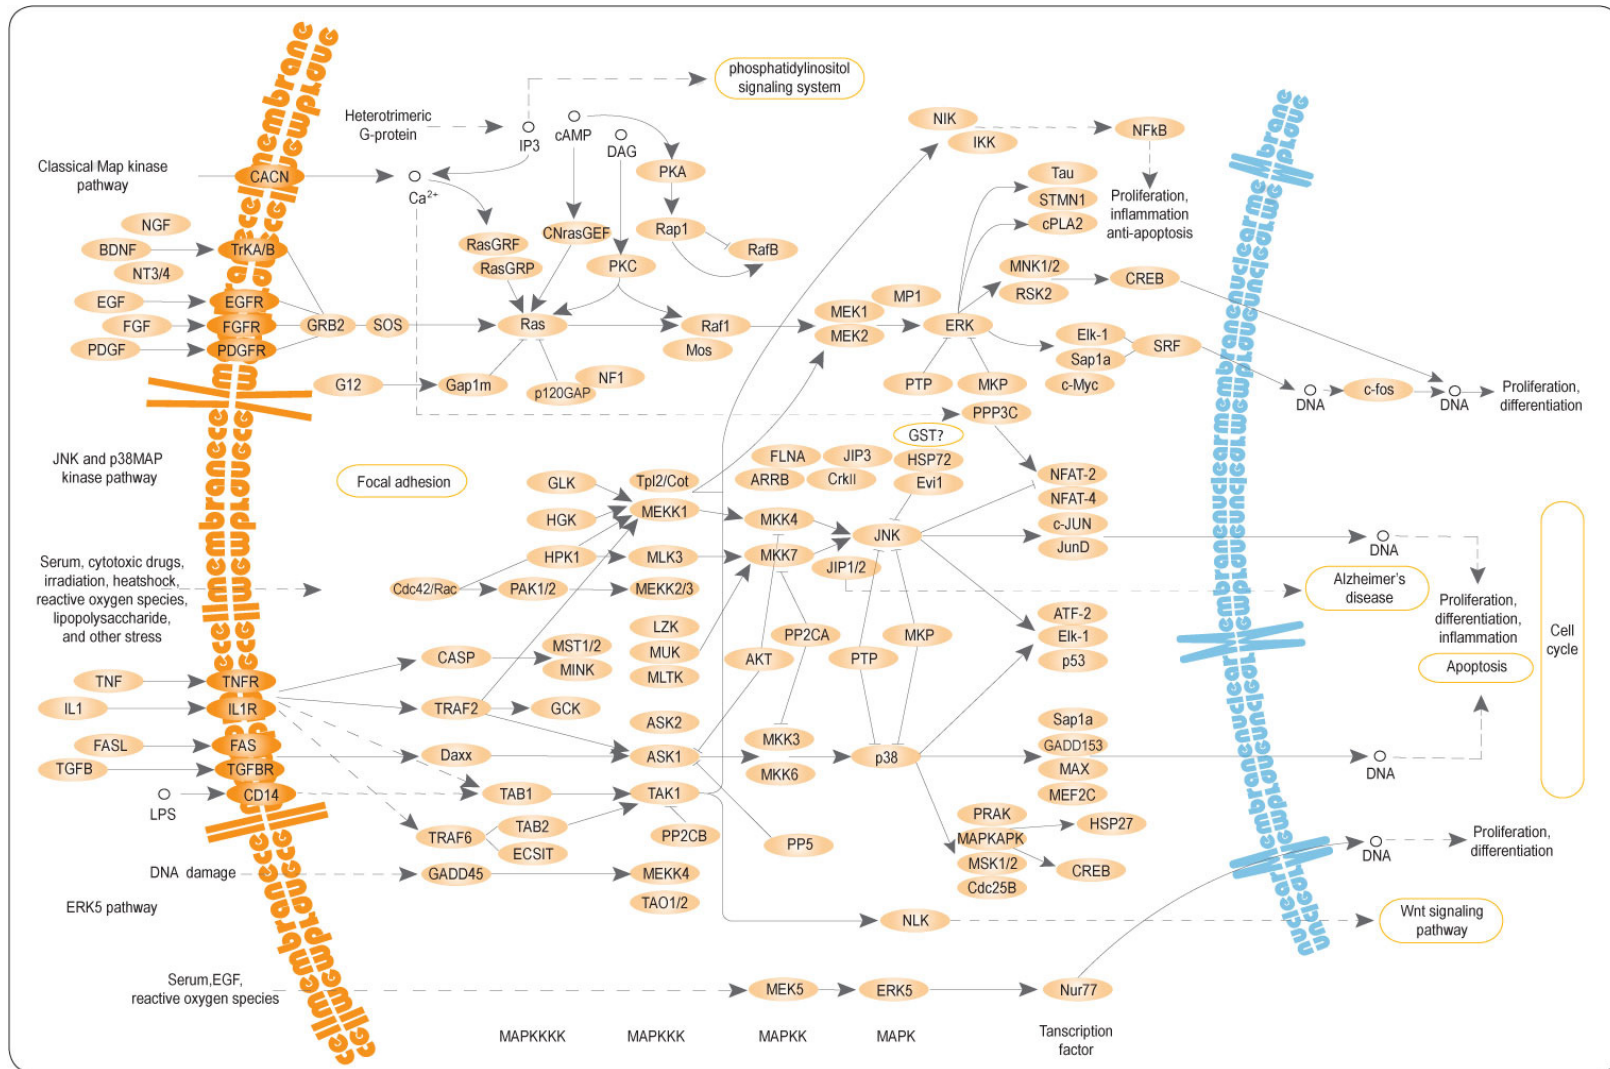 cell membrane
nuclear membrane
phosphatidylinositol
signaling system
Heterotrimeric
G-protein
IP3
cAMP
DAG
NIK
IKK
NFkB
Classical Map kinase
pathway
CACN
Ca2+
PKA
Tau
STMN1
cPLA2
Proliferation,
inflammation
anti-apoptosis
NGF
BDNF
NT3/4
TrKA/B
RasGRF
RasGRP
CNrasGEF
PKC
Rap1
RafB
MNK1/2
RSK2
CREB
EGF
EGFR
FGF
FGFR
PDGF
PDGFR
GRB2
SOS
Ras
Raf1
Mos
MEK1
MEK2
MP1
ERK
Elk-1
Sap1a
c-Myc
SRF
G12
Gap1m
p120GAP
NF1
PTP
MKP
PPP3C
DNA
c-fos
DNA
Proliferation,
differentiation
JNK and p38MAP
kinase pathway
Focal adhesion
GLK
HGK
HPK1
Tpl2/Cot
MEKK1
MLK3
FLNA
ARRB
JIP3
CrkII
GST?
HSP72
Evi1
NFAT-2
NFAT-4
c-JUN
JunD
MKK4
MKK7
JNK
JIP1/2
DNA
Alzheimer's
disease
Serum, cytotoxic drugs,
irradiation, heatshock,
reactive oxygen species,
lipopolysaccharide,
and other stress
Cdc42/Rac
PAK1/2
MEKK2/3
LZK
MUK
MLTK
PP2CA
AKT
PTP
MKP
ATF-2
Elk-1
p53
Proliferation,
differentiation,
inflammation
Apoptosis
Cell
cycle
TNF
TNFR
IL1
IL1R
FASL
FAS
TGFB
TGFBR
LPS
CD14
CASP
MST1/2
MINK
TRAF2
GCK
Daxx
ASK2
ASK1
MKK3
MKK6
p38
Sap1a
GADD153
MAX
MEF2C
DNA
TAB1
TAK1
TRAF6
TAB2
ECSIT
PP2CB
PP5
PRAK
MAPKAPK
MSK1/2
Cdc25B
HSP27
CREB
DNA
Proliferation,
differentiation
DNA damage
GADD45
MEKK4
TAO1/2
ERK5 pathway
NLK
Wnt signaling
pathway
Serum,EGF,
reactive oxygen species
MEK5
ERK5
Nur77
MAPKKKK
MAPKKK
MAPKK
MAPK
Tanscription
factor